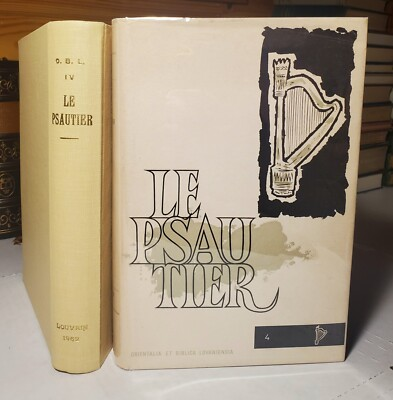 O. B. L.
IV
LE
PSAUTIER
LOUVAIN
1962
LE
PSAU
TIER
4
ORIENTALIA ET BIBLICA LOVANIENSIA